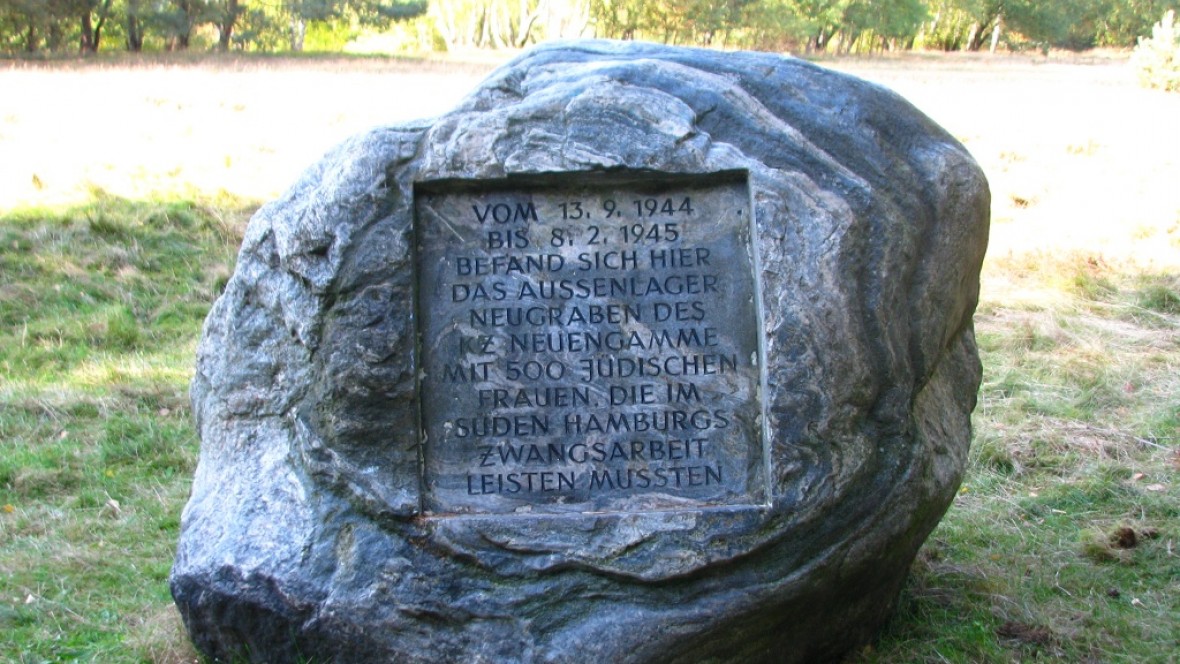 VOM 13. 9. 1944
BIS 8. 2. 1945
BEFAND SICH HIER
DAS AUSSENLAGER
NEUGRABEN DES
KZ NEUENGAMME
MIT 500 JÜDISCHEN
FRAUEN, DIE IM
SÜDEN HAMBURGS
ZWANGSARBEIT
LEISTEN MUSSTEN